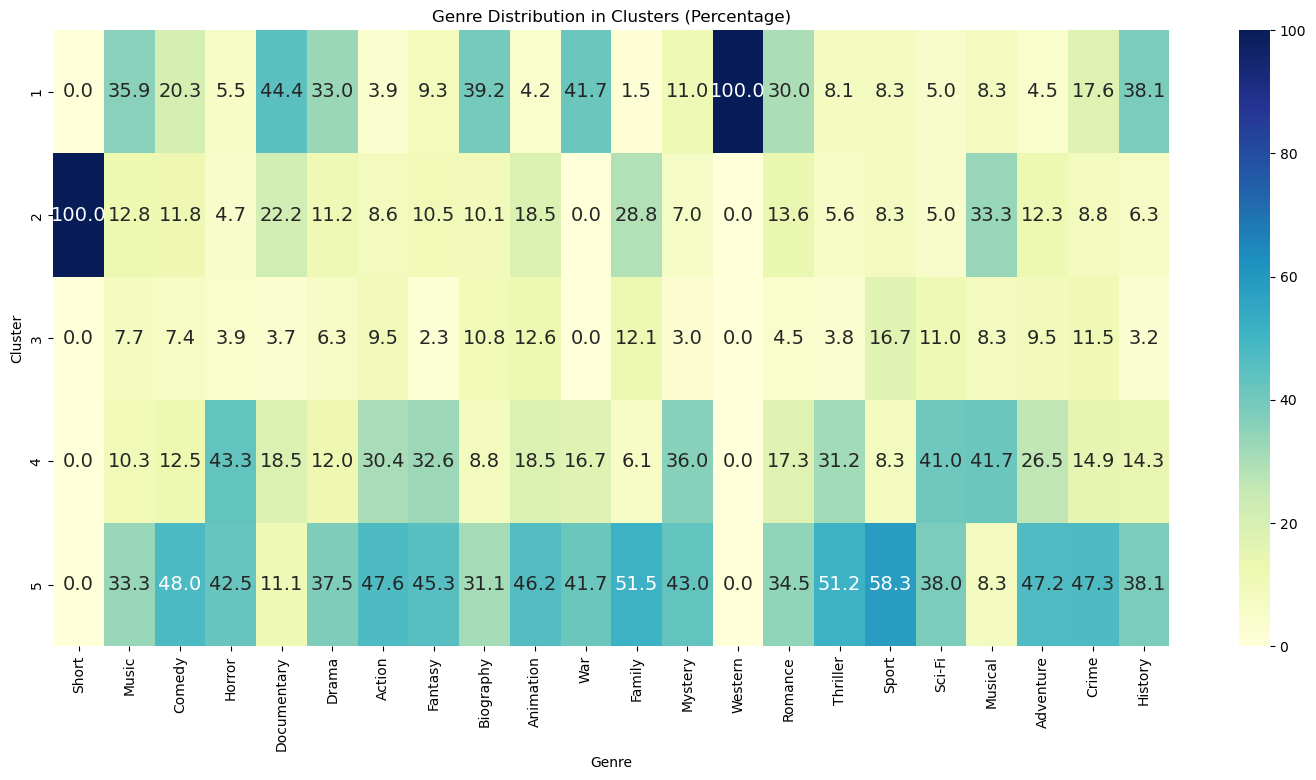 Genre Distribution in Clusters (Percentage)
1 0.0 35.9 20.3 5.5 44.4 33.0 3.9 9.3 39.2 4.2 41.7 1.5 11.0 100.0 30.0 8.1 8.3 5.0 8.3 4.5 17.6 38.1
2 100.0 12.8 11.8 4.7 22.2 11.2 8.6 10.5 10.1 18.5 0.0 28.8 7.0 0.0 13.6 5.6 8.3 5.0 33.3 12.3 8.8 6.3
Cluster
3 0.0 7.7 7.4 3.9 3.7 6.3 9.5 2.3 10.8 12.6 0.0 12.1 3.0 0.0 4.5 3.8 16.7 11.0 8.3 9.5 11.5 3.2
4 0.0 10.3 12.5 43.3 18.5 12.0 30.4 32.6 8.8 18.5 16.7 6.1 36.0 0.0 17.3 31.2 8.3 41.0 41.7 26.5 14.9 14.3
5 0.0 33.3 48.0 42.5 11.1 37.5 47.6 45.3 31.1 46.2 41.7 51.5 43.0 0.0 34.5 51.2 58.3 38.0 8.3 47.2 47.3 38.1
Short Music Comedy Horror Documentary Drama Action Fantasy Biography Animation War Family Mystery Western Romance Thriller Sport Sci-Fi Musical Adventure Crime History
Genre
100
80
60
40
20
0